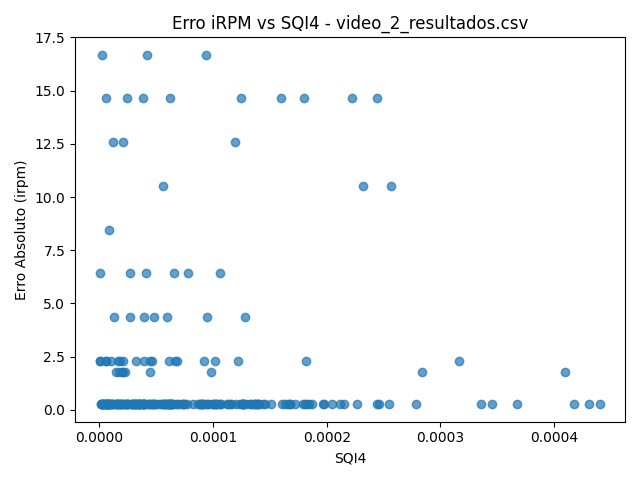 Erro iRPM vs SQI4 - video_2_resultados.csv
17.5
15.0
12.5
10.0
7.5
5.0
2.5
0.0
Erro Absoluto (irpm)
0.0000 0.0001 0.0002 0.0003 0.0004
SQI4